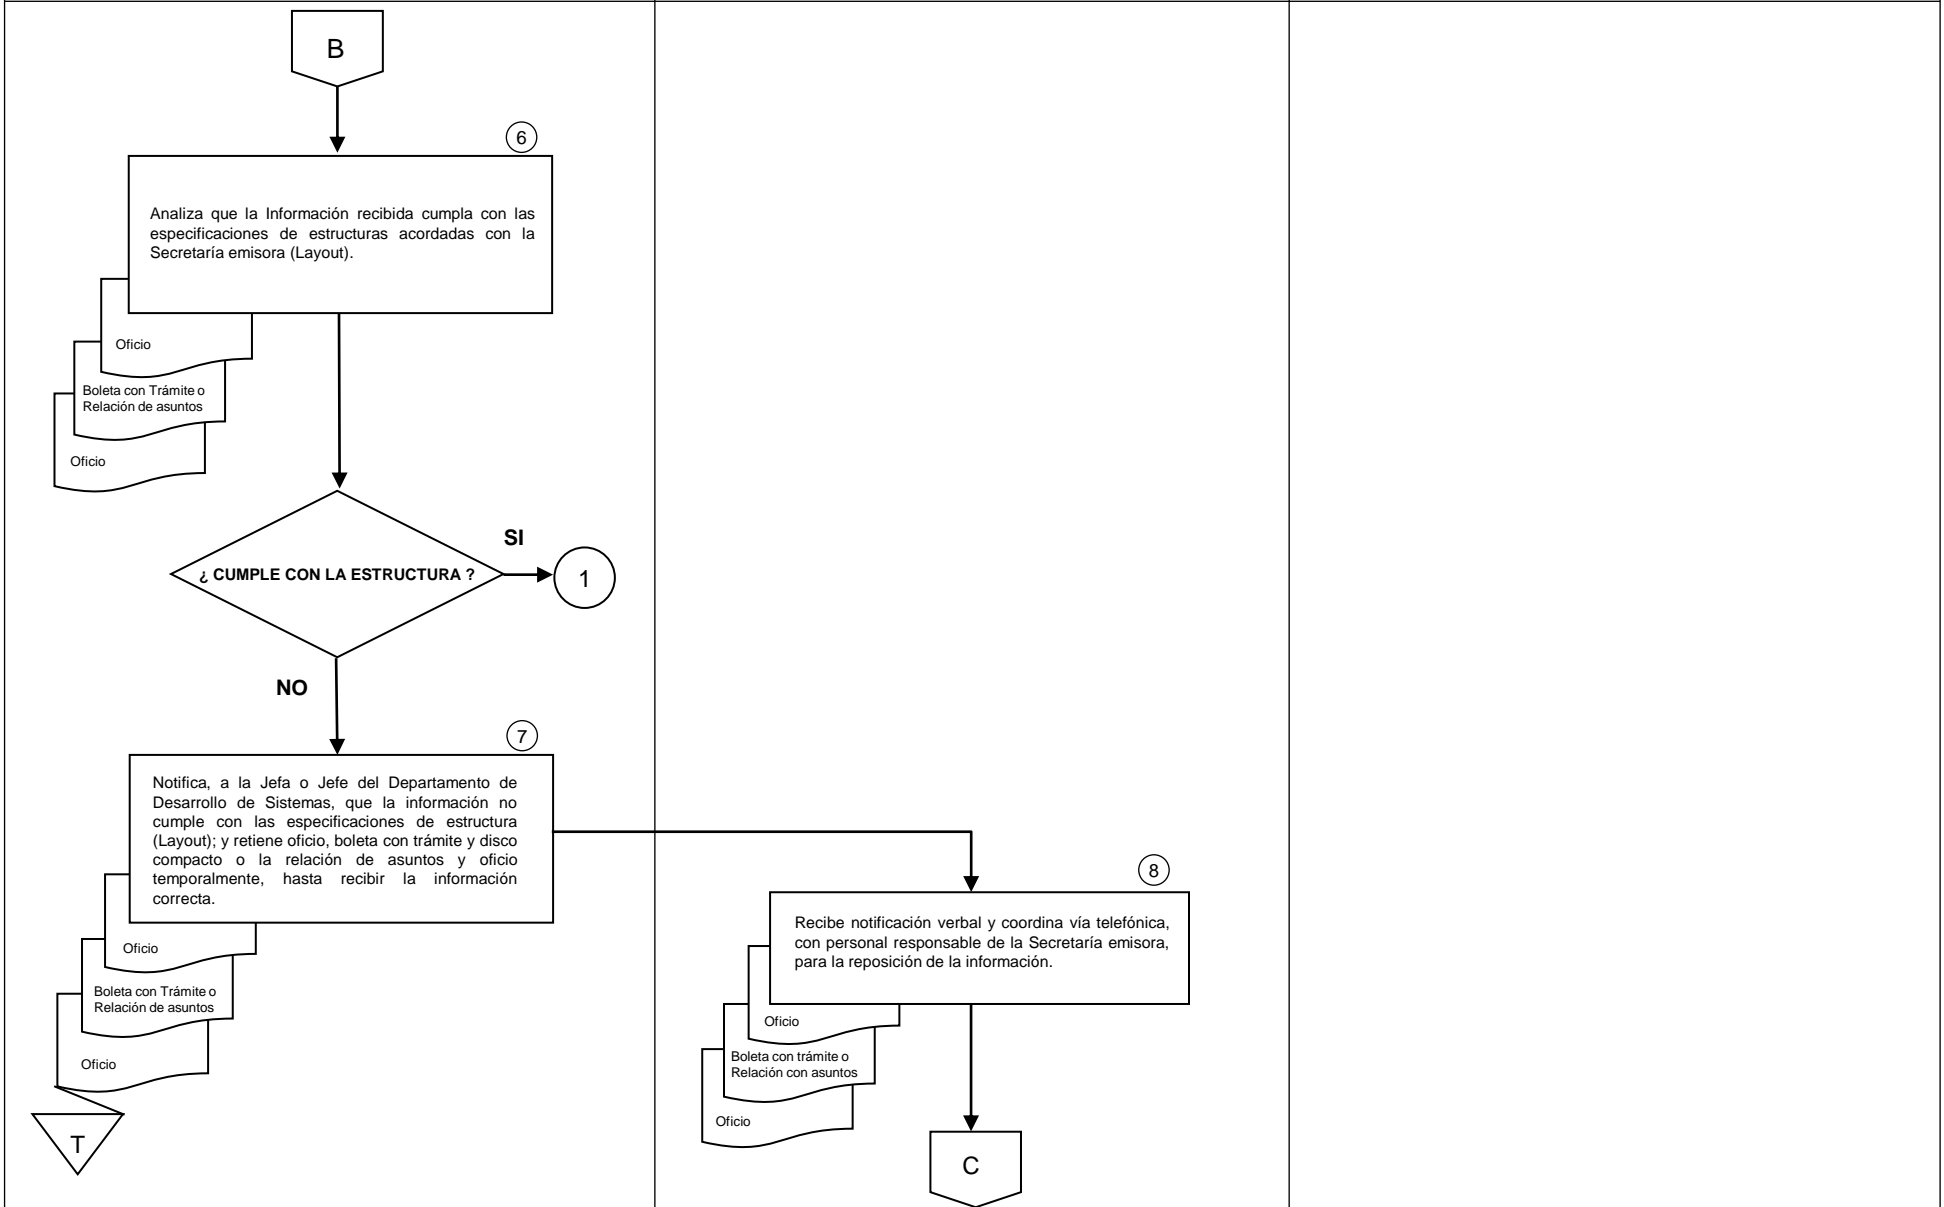 B
6
Analiza que la Información recibida cumpla con las
especificaciones de estructuras acordadas con la
Secretaría emisora (Layout).
Oficio
Boleta con Trámite o
Relación de asuntos
Oficio
¿ CUMPLE CON LA ESTRUCTURA ?
SI
1
NO
7
Notifica, a la Jefa o Jefe del Departamento de
Desarrollo de Sistemas, que la información no
cumple con las especificaciones de estructura
(Layout); y retiene oficio, boleta con trámite y disco
compacto o la relación de asuntos y oficio
temporalmente, hasta recibir la información
correcta.
Oficio
Boleta con Trámite o
Relación de asuntos
Oficio
T
8
Recibe notificación verbal y coordina vía telefónica,
con personal responsable de la Secretaría emisora,
para la reposición de la información.
Oficio
Boleta con trámite o
Relación con asuntos
Oficio
C